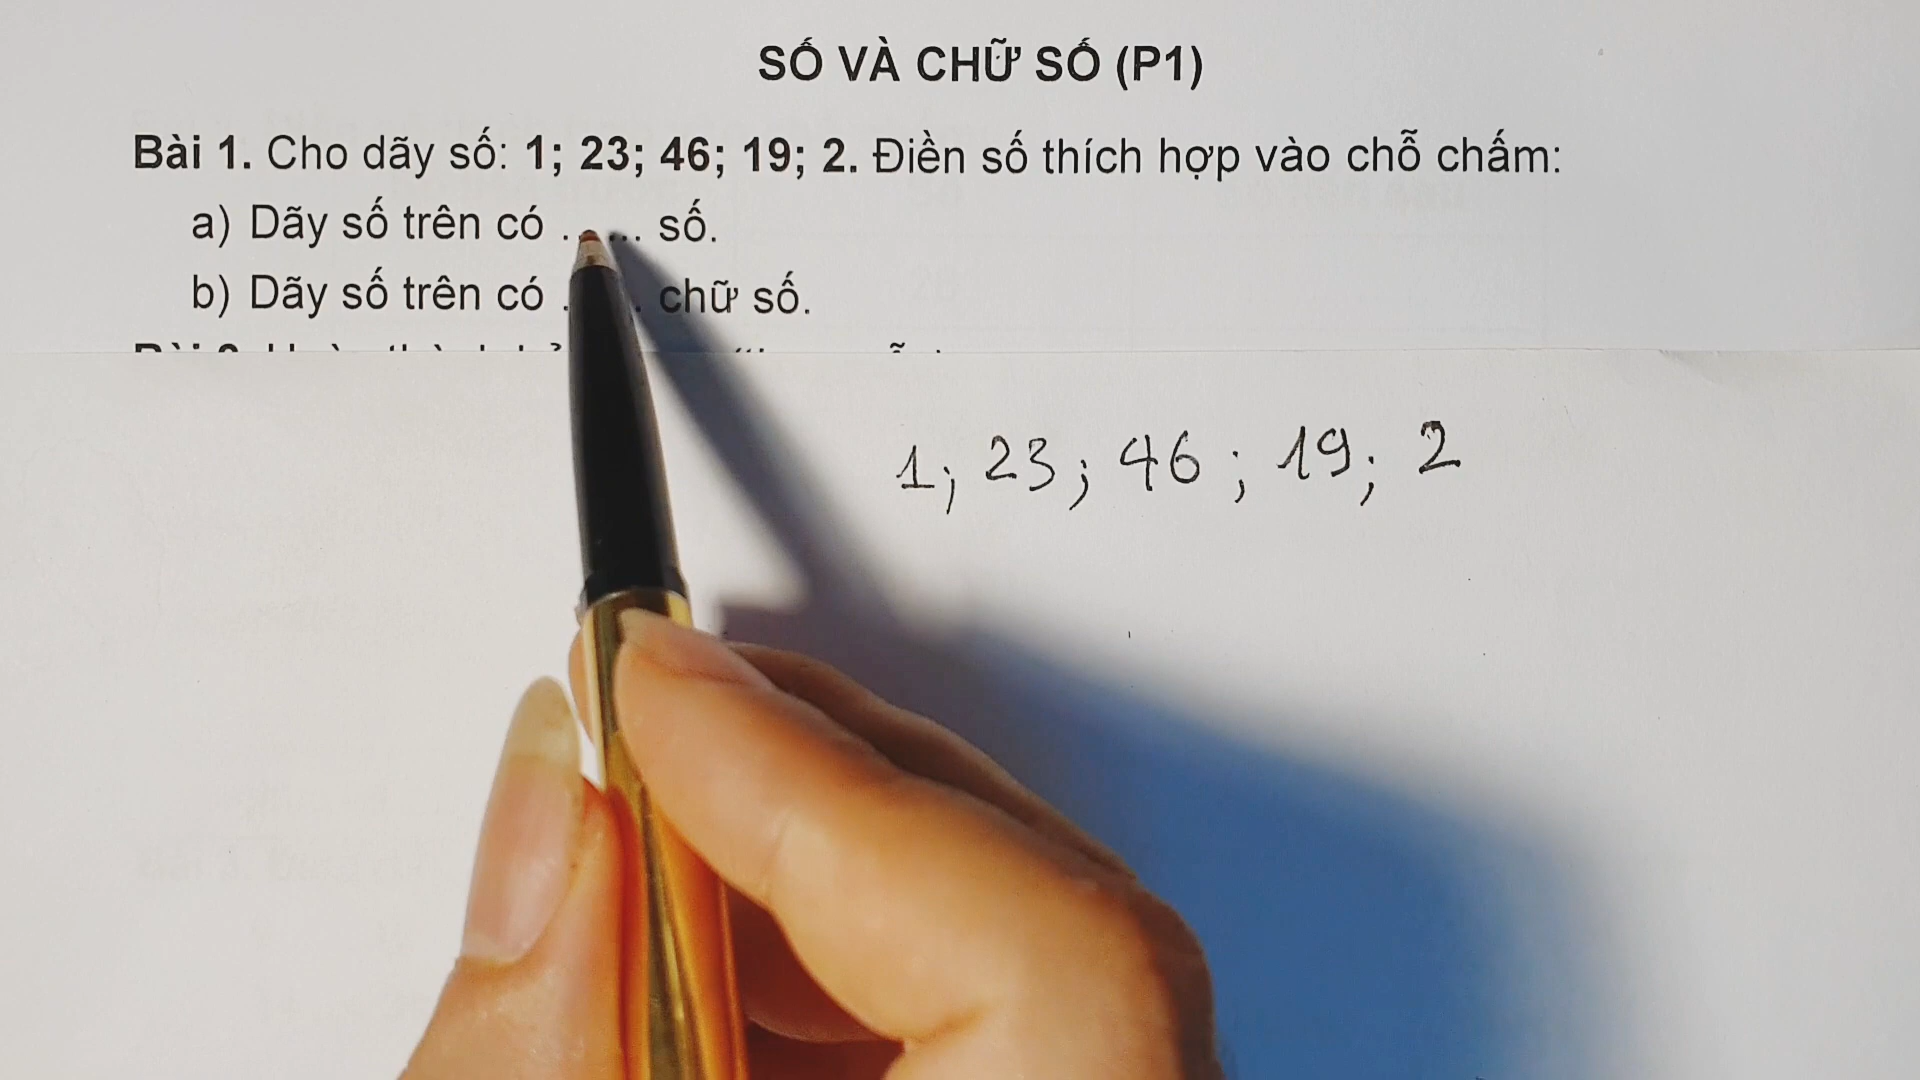 SỐ VÀ CHỮ SỐ (P1)
Bài 1. Cho dãy số: 1; 23; 46; 19; 2. Điền số thích hợp vào chỗ chấm:
a) Dãy số trên có ...... số.
b) Dãy số trên có ...... chữ số.
1; 23; 46; 19; 2